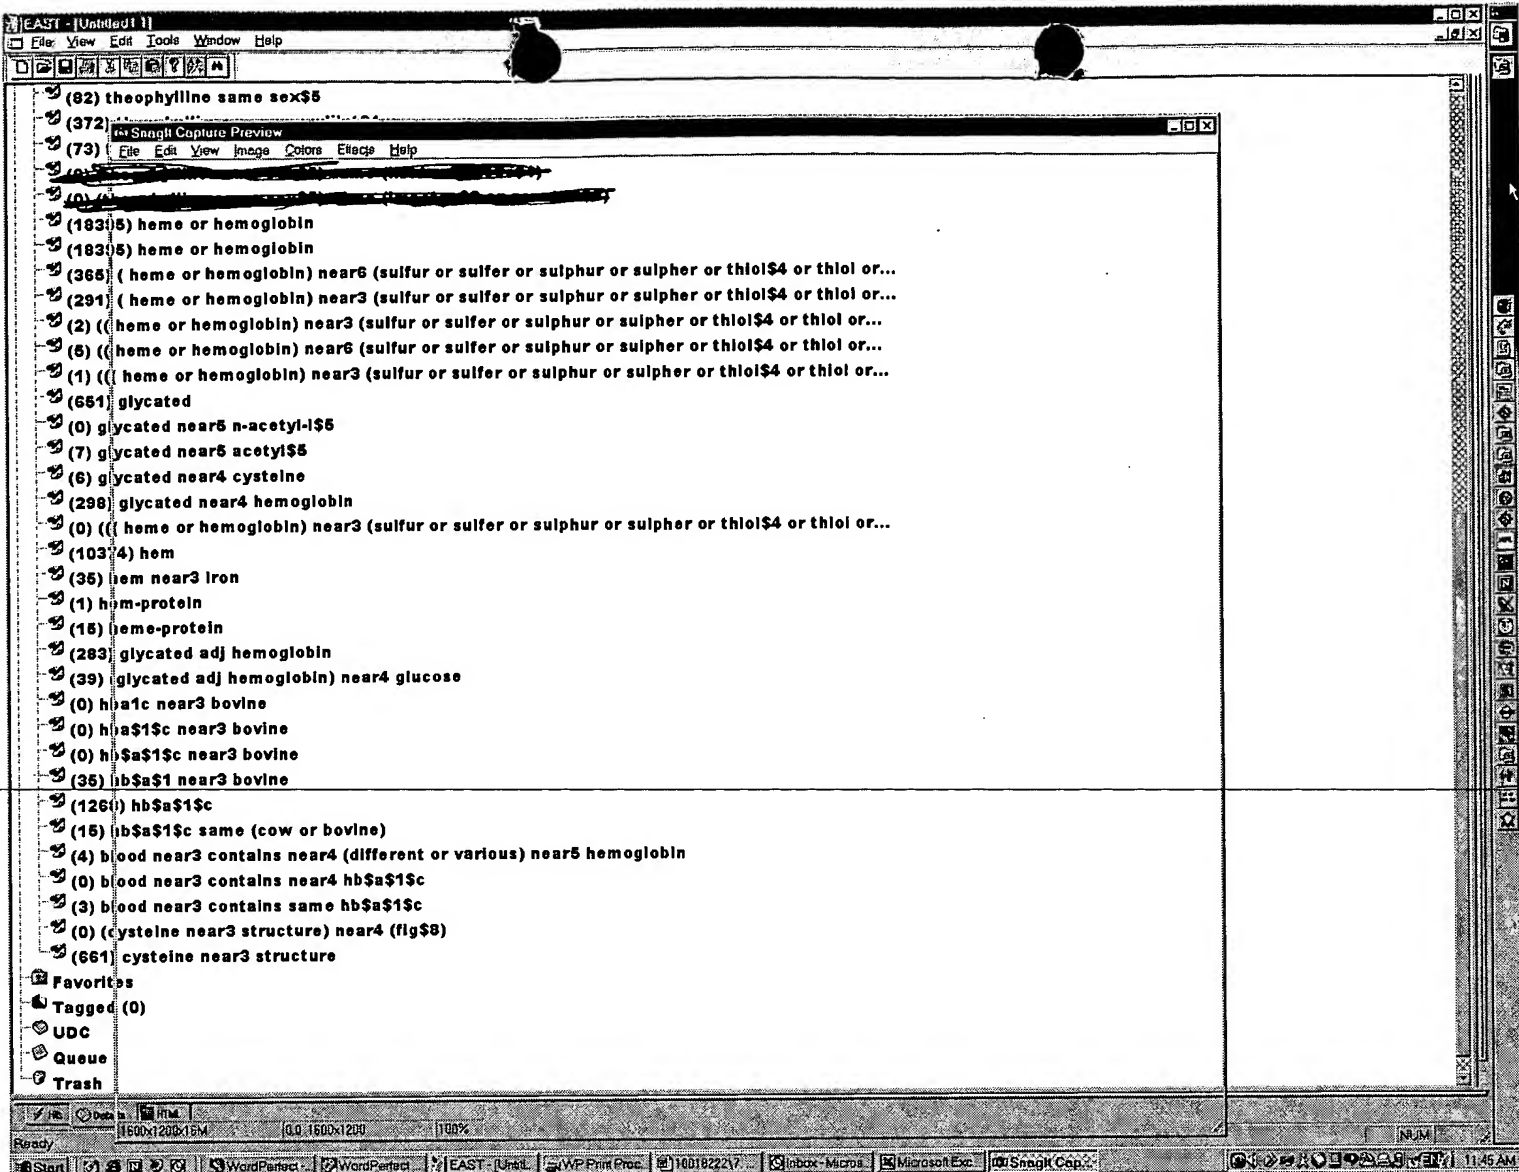 EAST - [Untitled1 1]
File View Edit Tools Window Help
(82) theophylline same sex$5
(372)
SnagIt Capture Preview
(73) (
File Edit View Image Colors Effects Help
(0)
(0)
(18395) heme or hemoglobin
(18395) heme or hemoglobin
(365) ( heme or hemoglobin) near6 (sulfur or sulfer or sulphur or sulpher or thiol$4 or thiol or...
(291) ( heme or hemoglobin) near3 (sulfur or sulfer or sulphur or sulpher or thiol$4 or thiol or...
(2) (( heme or hemoglobin) near3 (sulfur or sulfer or sulphur or sulpher or thiol$4 or thiol or...
(5) (( heme or hemoglobin) near6 (sulfur or sulfer or sulphur or sulpher or thiol$4 or thiol or...
(1) ((( heme or hemoglobin) near3 (sulfur or sulfer or sulphur or sulpher or thiol$4 or thiol or...
(651) glycated
(0) glycated near5 n-acetyl-l$5
(7) glycated near5 acetyl$5
(6) glycated near4 cysteine
(298) glycated near4 hemoglobin
(0) ((( heme or hemoglobin) near3 (sulfur or sulfer or sulphur or sulpher or thiol$4 or thiol or...
(10374) hem
(35) hem near3 iron
(1) hem-protein
(15) heme-protein
(283) glycated adj hemoglobin
(39) (glycated adj hemoglobin) near4 glucose
(0) hba1c near3 bovine
(0) hba$1$c near3 bovine
(0) hb$a$1$c near3 bovine
(35) hb$a$1 near3 bovine
(1260) hb$a$1$c
(15) hb$a$1$c same (cow or bovine)
(4) blood near3 contains near4 (different or various) near5 hemoglobin
(0) blood near3 contains near4 hb$a$1$c
(3) blood near3 contains same hb$a$1$c
(0) (cysteine near3 structure) near4 (fig$8)
(661) cysteine near3 structure
Favorites
Tagged (0)
UDC
Queue
Trash
Details HTML
1600x1200x16M 0,0 1600x1200 100%
Ready NUM
Start WordPerfect -... WordPerfect EAST - [Untit... WP Print Proc... 10018222\7... Inbox - Micros... Microsoft Exc... SnagIt Cap... 11:45 AM